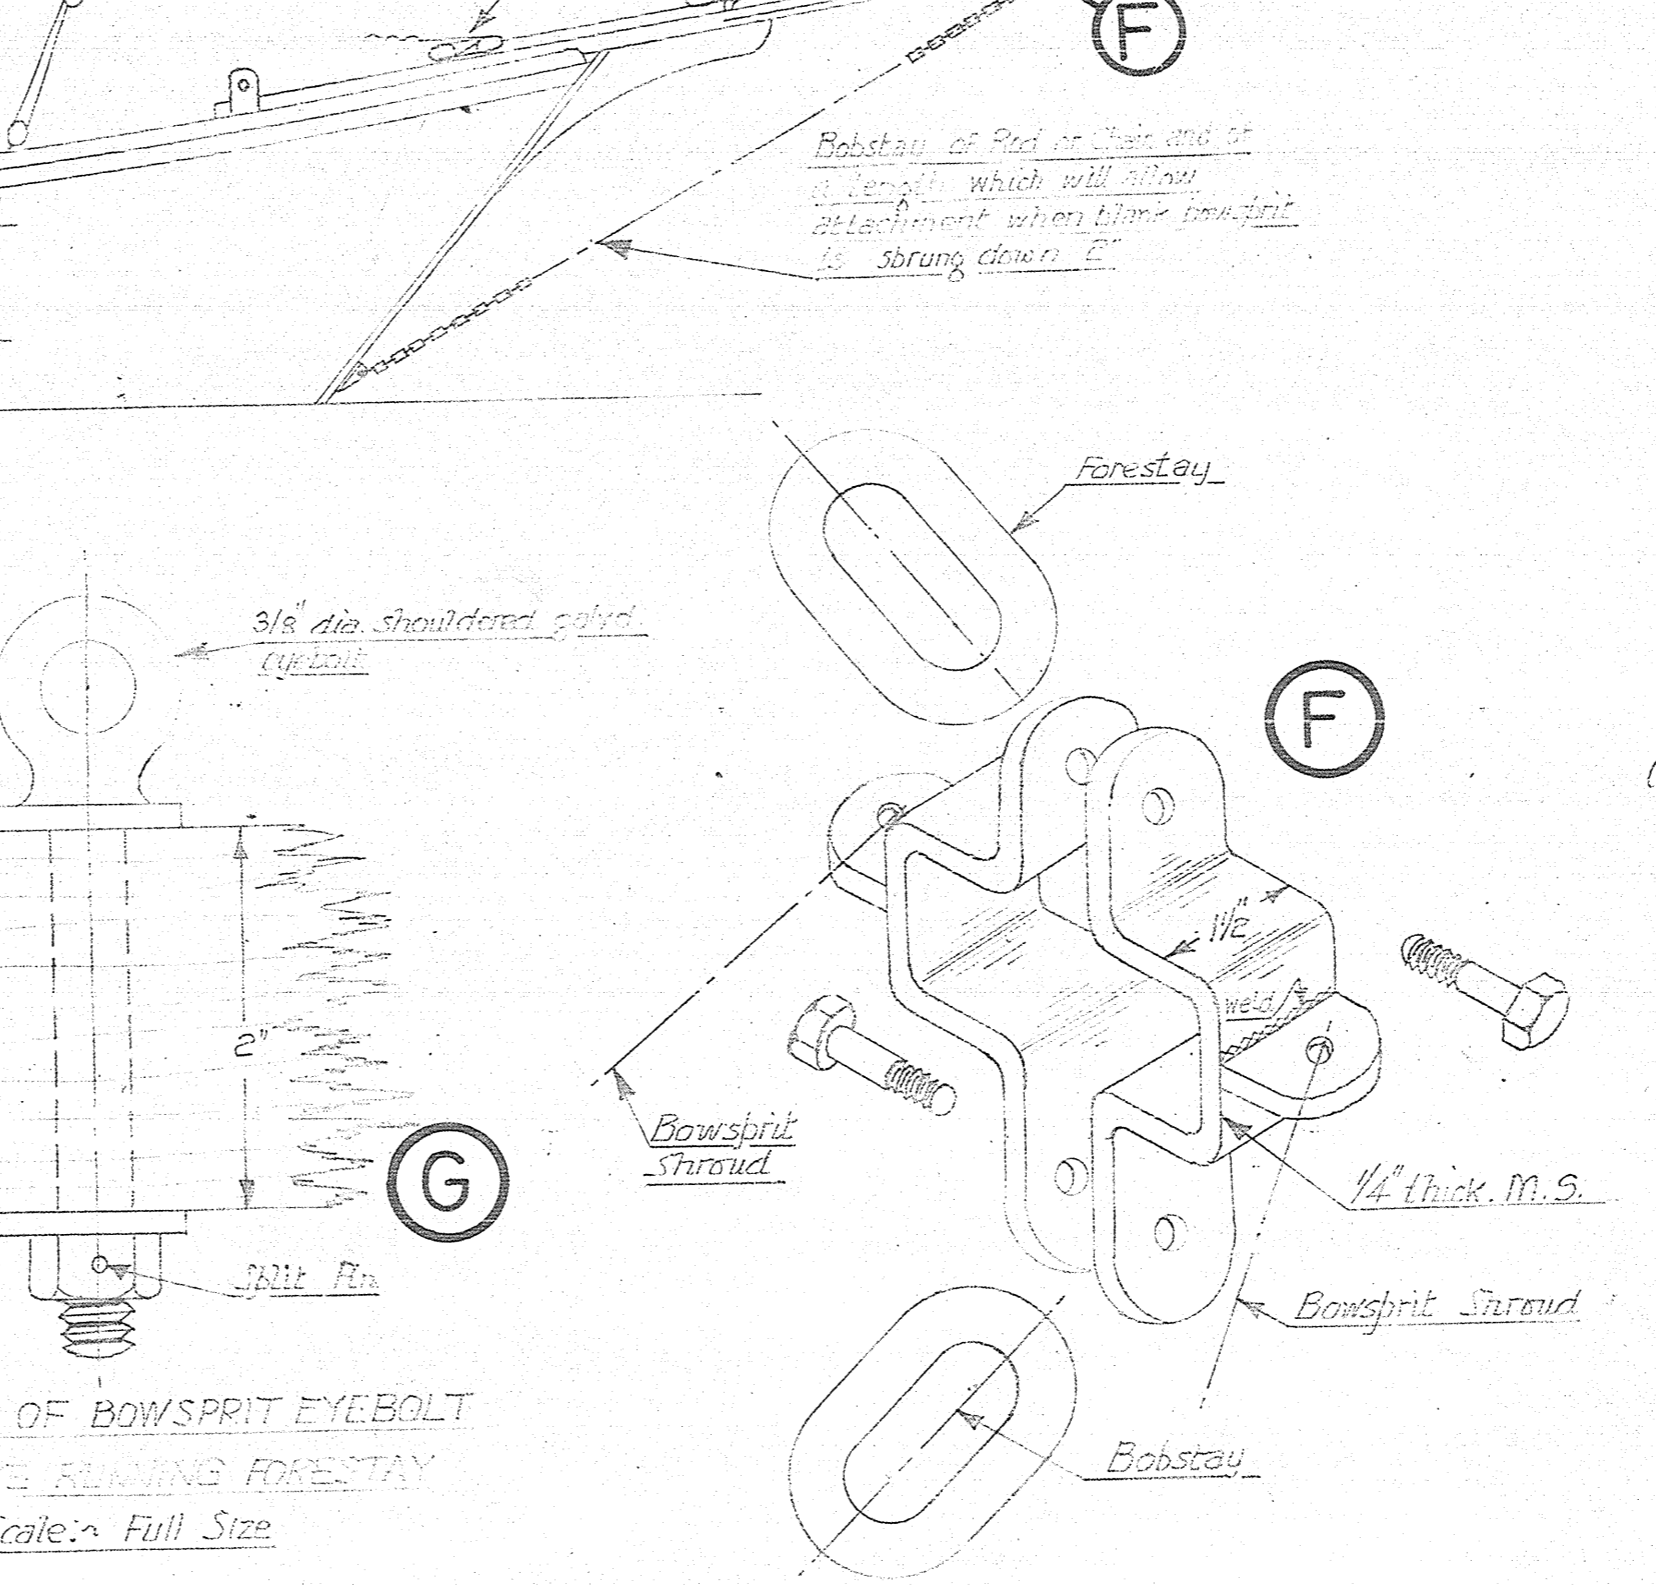 F
Bobstay of Rod or Chain and of
a length which will allow
attachment when blank bowsprit
is sprung down 2"
Forestay
3/8" dia. shouldered galvd.
eyebolt
F
1 1/2"
weld
2"
Bowsprit
Shroud
G
1/4" thick. M.S.
Split Pin
Bowsprit Shroud
OF BOWSPRIT EYEBOLT
RUNNING FORESTAY
Bobstay
Scale:~ Full Size